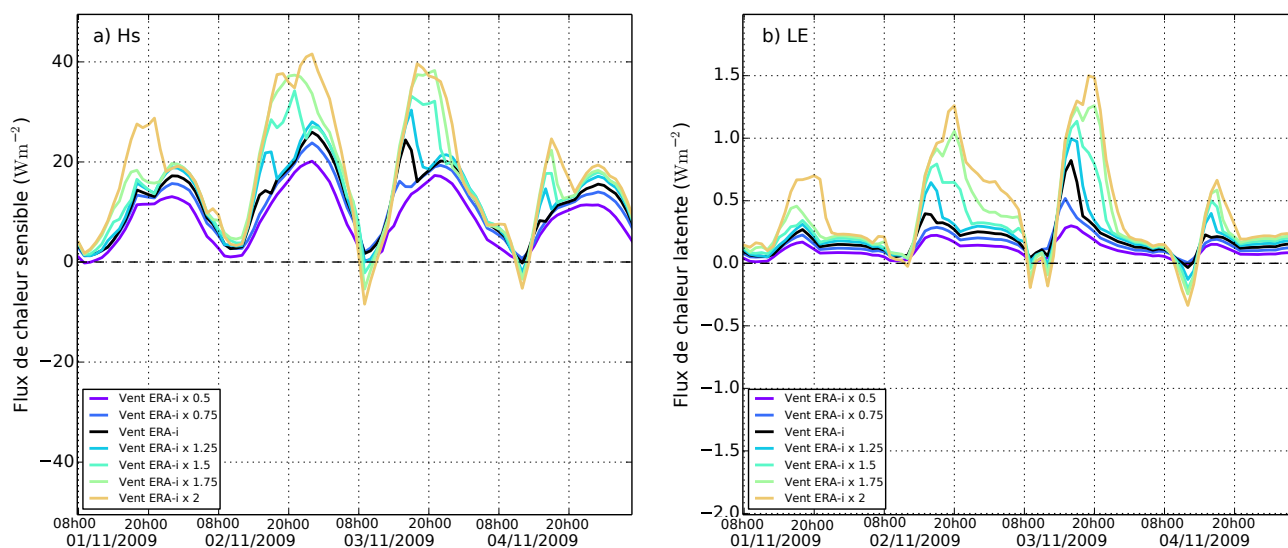 a) Hs
Flux de chaleur sensible (Wm⁻²)
40
20
0
−20
−40
Vent ERA-i x 0.5
Vent ERA-i x 0.75
Vent ERA-i
Vent ERA-i x 1.25
Vent ERA-i x 1.5
Vent ERA-i x 1.75
Vent ERA-i x 2
08h00 20h00 08h00 20h00 08h00 20h00 08h00 20h00
01/11/2009 02/11/2009 03/11/2009 04/11/2009
b) LE
Flux de chaleur latente (Wm⁻²)
1.5
1.0
0.5
0.0
−0.5
−1.0
−1.5
−2.0
Vent ERA-i x 0.5
Vent ERA-i x 0.75
Vent ERA-i
Vent ERA-i x 1.25
Vent ERA-i x 1.5
Vent ERA-i x 1.75
Vent ERA-i x 2
08h00 20h00 08h00 20h00 08h00 20h00 08h00 20h00
01/11/2009 02/11/2009 03/11/2009 04/11/2009